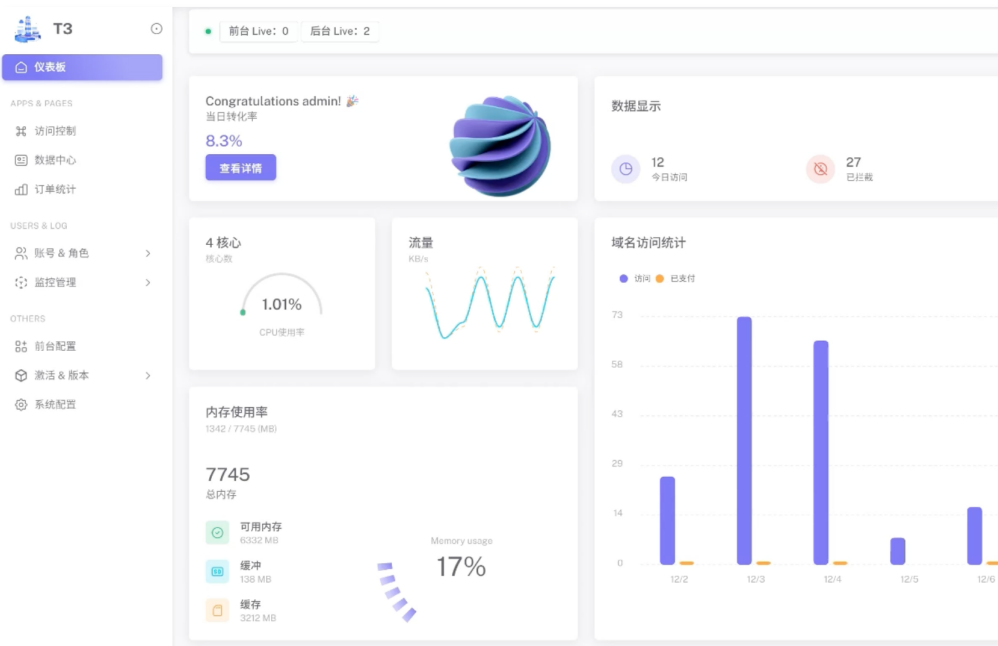 T3
仪表板
APPS & PAGES
访问控制
数据中心
订单统计
USERS & LOG
账号 & 角色
监控管理
OTHERS
前台配置
激活 & 版本
系统配置
前台 Live：0
后台 Live：2
Congratulations admin! 🎉
当日转化率
8.3%
查看详情
数据显示
12
今日访问
27
已拦截
4 核心
核心数
1.01%
CPU使用率
流量
KB/s
域名访问统计
访问
已支付
73
58
43
29
14
0
12/2
12/3
12/4
12/5
12/6
内存使用率
1342 / 7745 (MB)
7745
总内存
可用内存
6332 MB
缓冲
138 MB
缓存
3212 MB
Memory usage
17%